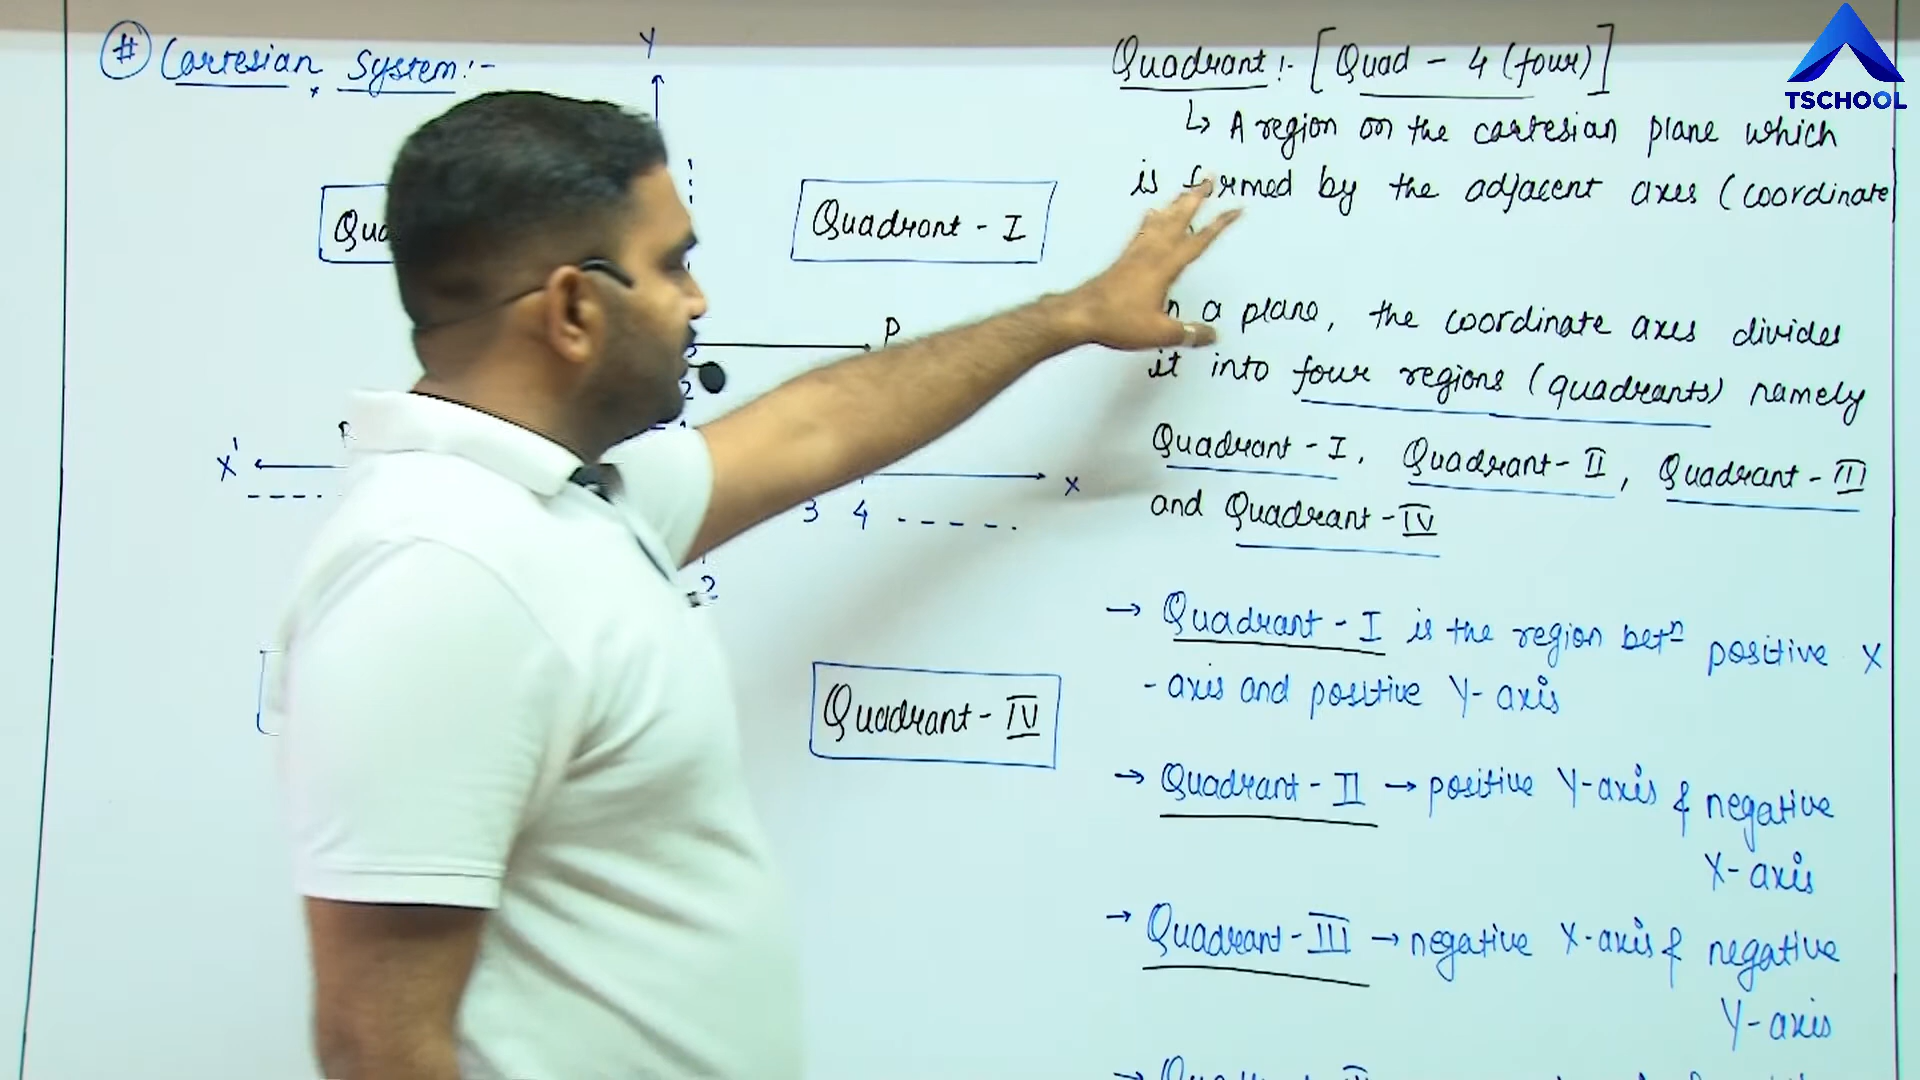 # Cartesian System :-
Y
Quadrant - I
P
3
2
X'
X
3 4 - - - - -
2
Quadrant - IV
Quadrant :- [Quad - 4 (four)]
↳ A region on the cartesian plane which
is formed by the adjacent axes (coordinate
a plane, the coordinate axes divides
it into four regions (quadrants) namely
Quadrant - I, Quadrant - II, Quadrant - III
and Quadrant - IV
→ Quadrant - I is the region betⁿ positive X
- axis and positive Y- axis
→ Quadrant - II → positive Y-axis & negative
X-axis
→ Quadrant - III → negative X-axis & negative
Y-axis
TSCHOOL